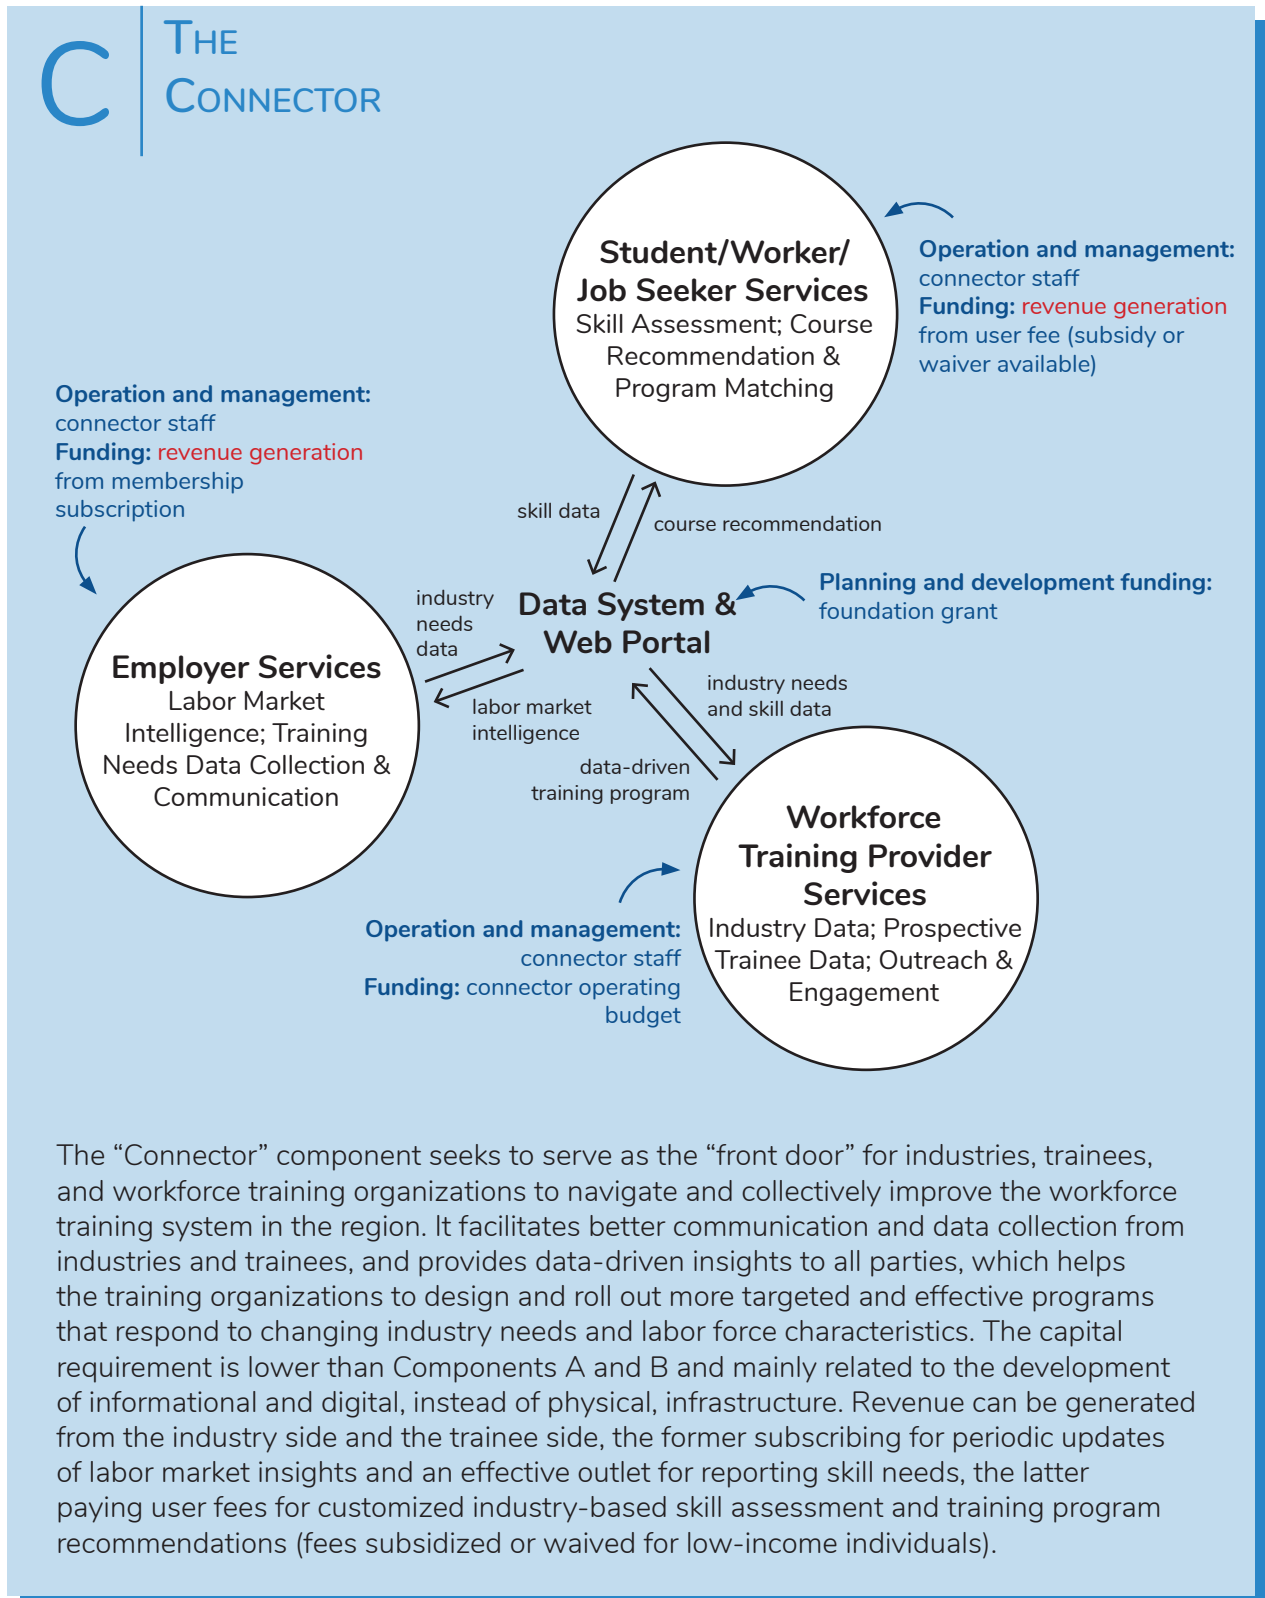 C
The
Connector
Student/Worker/
Job Seeker Services
Skill Assessment; Course
Recommendation &
Program Matching
Operation and management:
connector staff
Funding: revenue generation
from user fee (subsidy or
waiver available)
Operation and management:
connector staff
Funding: revenue generation
from membership
subscription
skill data
course recommendation
Data System &
Web Portal
Planning and development funding:
foundation grant
industry
needs
data
labor market
intelligence
Employer Services
Labor Market
Intelligence; Training
Needs Data Collection &
Communication
industry needs
and skill data
data-driven
training program
Workforce
Training Provider
Services
Industry Data; Prospective
Trainee Data; Outreach &
Engagement
Operation and management:
connector staff
Funding: connector operating
budget
The “Connector” component seeks to serve as the “front door” for industries, trainees,
and workforce training organizations to navigate and collectively improve the workforce
training system in the region. It facilitates better communication and data collection from
industries and trainees, and provides data-driven insights to all parties, which helps
the training organizations to design and roll out more targeted and effective programs
that respond to changing industry needs and labor force characteristics. The capital
requirement is lower than Components A and B and mainly related to the development
of informational and digital, instead of physical, infrastructure. Revenue can be generated
from the industry side and the trainee side, the former subscribing for periodic updates
of labor market insights and an effective outlet for reporting skill needs, the latter
paying user fees for customized industry-based skill assessment and training program
recommendations (fees subsidized or waived for low-income individuals).